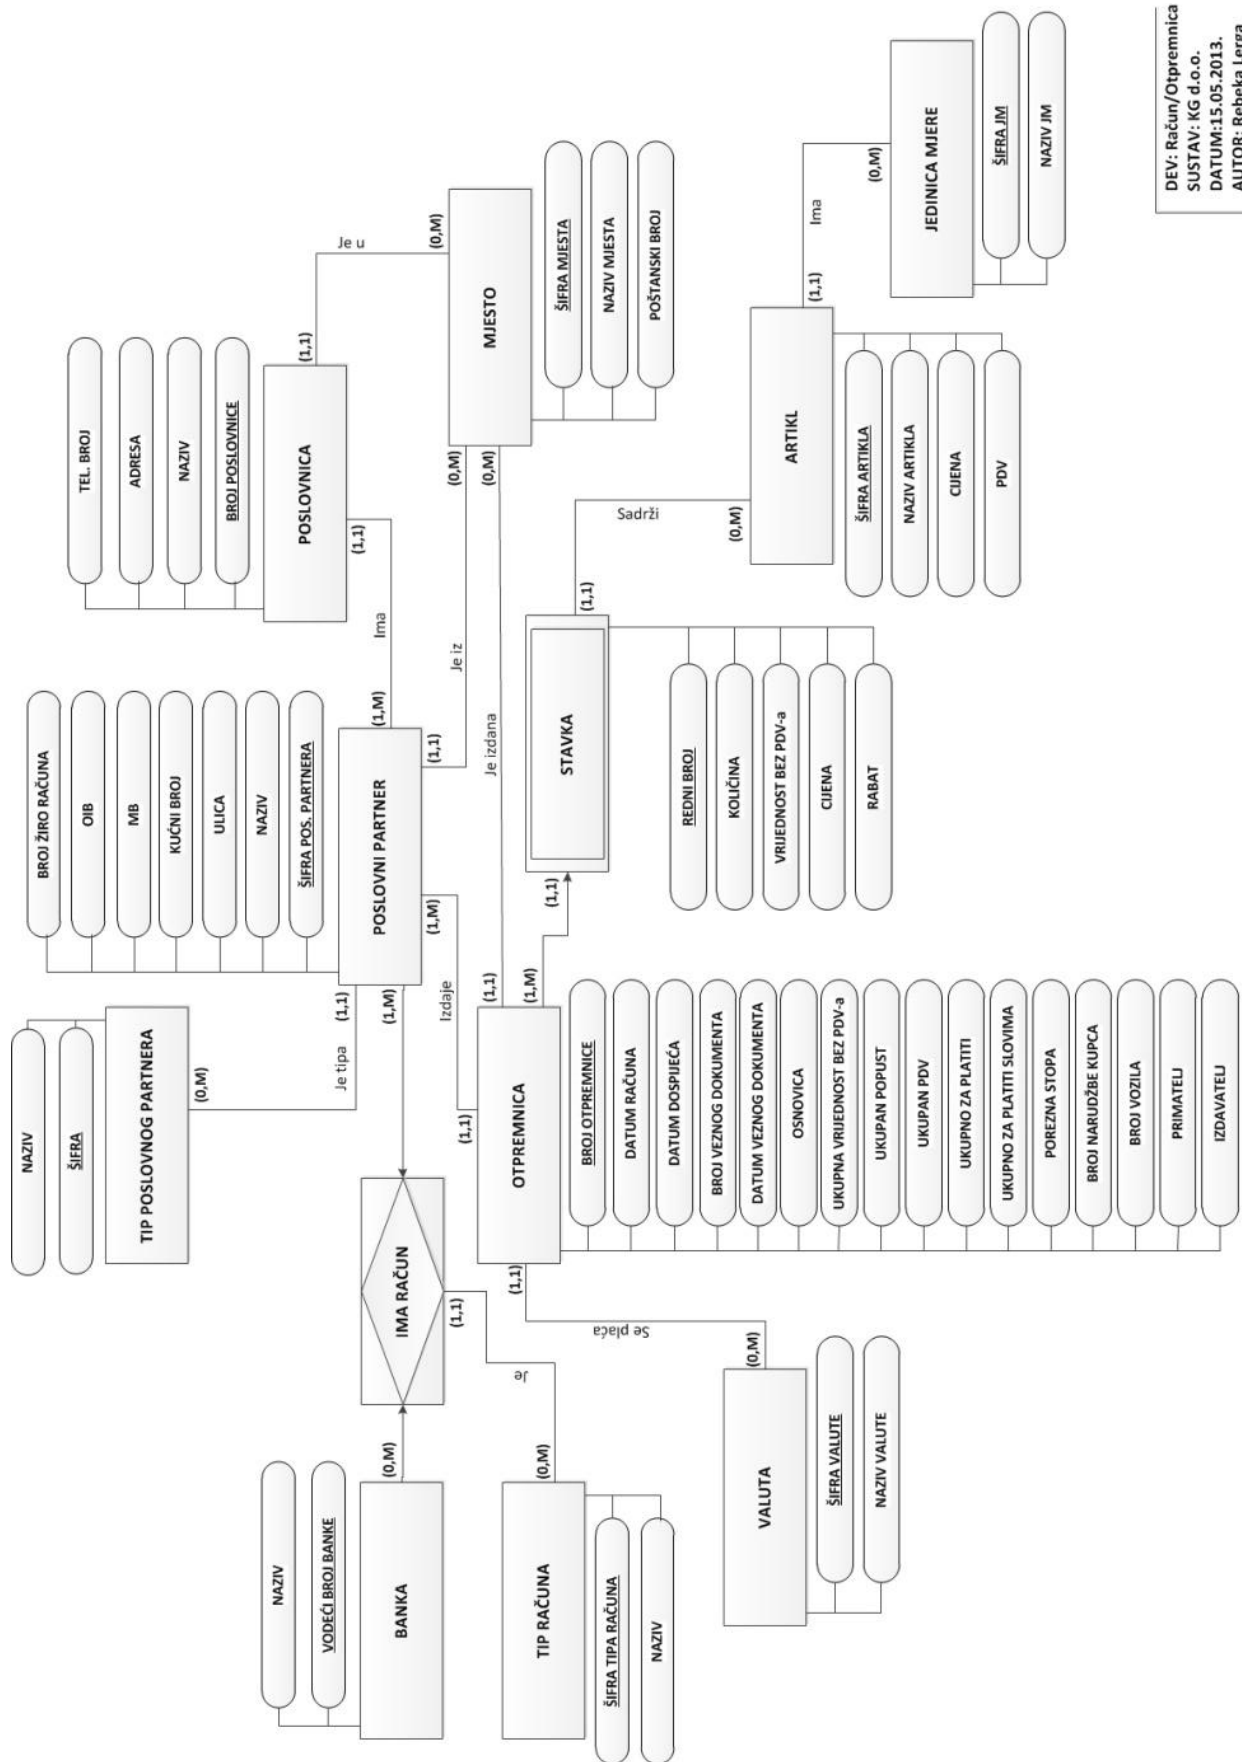 NAZIV
ŠIFRA
TIP POSLOVNOG PARTNERA
(0,M)
Je tipa
(1,1)
BROJ ŽIRO RAČUNA
OIB
MB
KUĆNI BROJ
ULICA
NAZIV
ŠIFRA POS. PARTNERA
POSLOVNI PARTNER
(1,M)
(1,M)
(1,1)
(1,M)
Ima
(1,1)
TEL. BROJ
ADRESA
NAZIV
BROJ POSLOVNICE
POSLOVNICA
(1,1)
Je u
(0,M)
NAZIV
VODEĆI BROJ BANKE
BANKA
(0,M)
IMA RAČUN
(1,1)
Je
(0,M)
TIP RAČUNA
ŠIFRA TIPA RAČUNA
NAZIV
Izdaje
(1,1)
Je iz
(0,M)
(0,M)
Je izdana
(1,1)
MJESTO
ŠIFRA MJESTA
NAZIV MJESTA
POŠTANSKI BROJ
OTPREMNICA
(1,1)
(1,M)
BROJ OTPREMNICE
DATUM RAČUNA
DATUM DOSPIJEĆA
BROJ VEZNOG DOKUMENTA
DATUM VEZNOG DOKUMENTA
OSNOVICA
UKUPNA VRIJEDNOST BEZ PDV-a
UKUPAN POPUST
UKUPAN PDV
UKUPNO ZA PLATITI
UKUPNO ZA PLATITI SLOVIMA
POREZNA STOPA
BROJ NARUDŽBE KUPCA
BROJ VOZILA
PRIMATELJ
IZDAVATELJ
Se plaća
(0,M)
VALUTA
ŠIFRA VALUTE
NAZIV VALUTE
(1,1)
STAVKA
(1,1)
REDNI BROJ
KOLIČINA
VRIJEDNOST BEZ PDV-a
CIJENA
RABAT
Sadrži
(0,M)
ARTIKL
(1,1)
ŠIFRA ARTIKLA
NAZIV ARTIKLA
CIJENA
PDV
Ima
(0,M)
JEDINICA MJERE
ŠIFRA JM
NAZIV JM
DEV: Račun/Otpremnica
SUSTAV: KG d.o.o.
DATUM:15.05.2013.
AUTOR: Rebeka Lerga